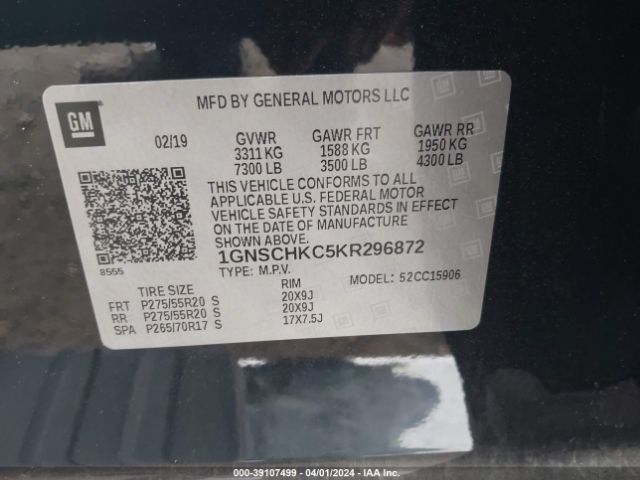 GM
MFD BY GENERAL MOTORS LLC
02/19 GVWR GAWR FRT GAWR RR
3311 KG 1588 KG 1950 KG
7300 LB 3500 LB 4300 LB
THIS VEHICLE CONFORMS TO ALL
APPLICABLE U.S. FEDERAL MOTOR
VEHICLE SAFETY STANDARDS IN EFFECT
ON THE DATE OF MANUFACTURE
SHOWN ABOVE.
8555 1GNSCHKC5KR296872
TYPE: M.P.V. MODEL: 52CC15906
TIRE SIZE RIM
FRT P275/55R20 S 20X9J
RR P275/55R20 S 20X9J
SPA P265/70R17 S 17X7.5J
000-39107499 - 04/01/2024 - IAA Inc.